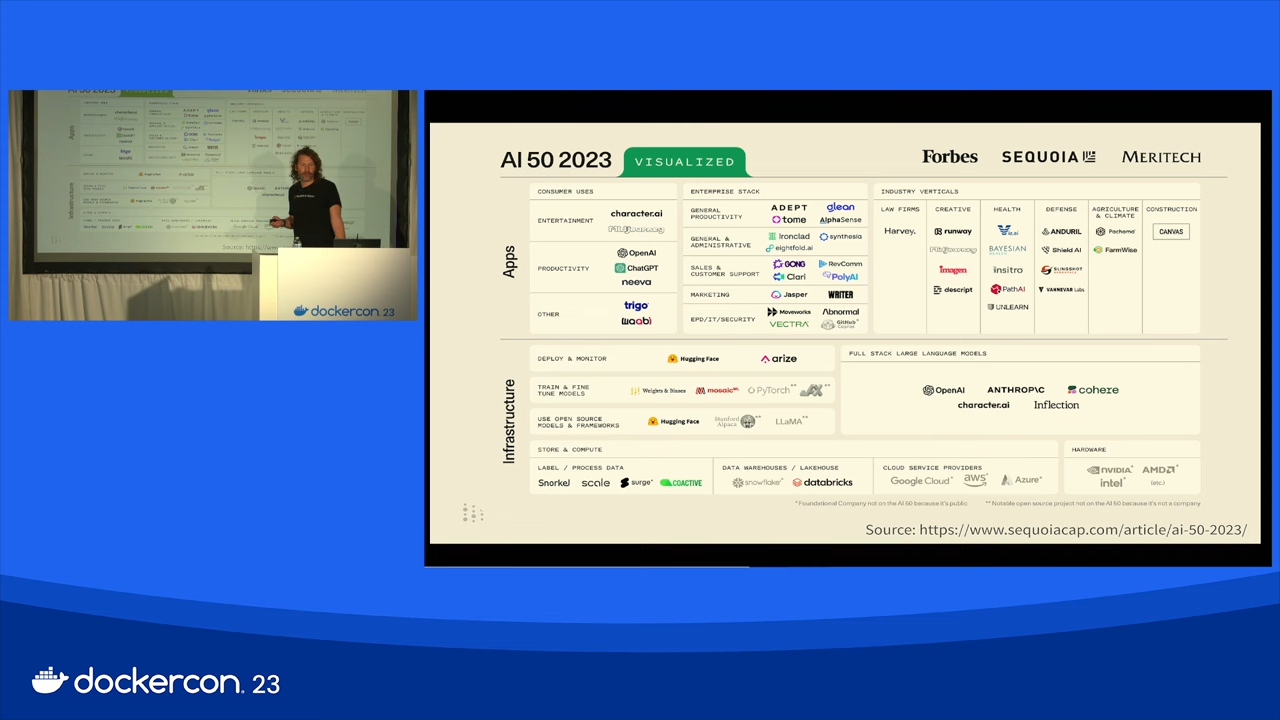 AI 50 2023 VISUALIZED
Forbes SEQUOIA MERITECH
Apps
CONSUMER USES
ENTERTAINMENT
character.ai
Midjourney
PRODUCTIVITY
OpenAI
ChatGPT
neeva
OTHER
trigo
waabi
ENTERPRISE STACK
GENERAL
PRODUCTIVITY
ADEPT glean
tome AlphaSense
GENERAL &
ADMINISTRATIVE
Ironclad synthesia
eightfold.ai
SALES &
CUSTOMER SUPPORT
GONG RevComm
Clari PolyAI
MARKETING
Jasper WRITER
EPD/IT/SECURITY
Moveworks Abnormal
VECTRA GitHub*
Copilot
INDUSTRY VERTICALS
LAW FIRMS
Harvey.
CREATIVE
runway
Midjourney
imagen
descript
HEALTH
Viz.ai
BAYESIAN
HEALTH
insitro
PathAI
UNLEARN
DEFENSE
ANDURIL
Shield AI
SLINGSHOT
VANNEVAR Labs
AGRICULTURE
& CLIMATE
Pachama
FarmWise
CONSTRUCTION
CANVAS
Infrastructure
DEPLOY & MONITOR
Hugging Face arize
TRAIN & FINE
TUNE MODELS
Weights & Biases mosaicML PyTorch** JAX**
USE OPEN SOURCE
MODELS & FRAMEWORKS
Hugging Face Stanford
Alpaca** LLaMA**
FULL STACK LARGE LANGUAGE MODELS
OpenAI ANTHROP\C cohere
character.ai Inflection
STORE & COMPUTE
LABEL / PROCESS DATA
Snorkel scale surge COACTIVE
DATA WAREHOUSES / LAKEHOUSE
snowflake* databricks
CLOUD SERVICE PROVIDERS
Google Cloud* aws* Azure*
HARDWARE
NVIDIA* AMD*
intel* (etc.)
* Foundational Company not on the AI 50 because it's public ** Notable open source project not on the AI 50 because it's not a company
Source: https://www.sequoiacap.com/article/ai-50-2023/
dockercon 23
dockercon. 23